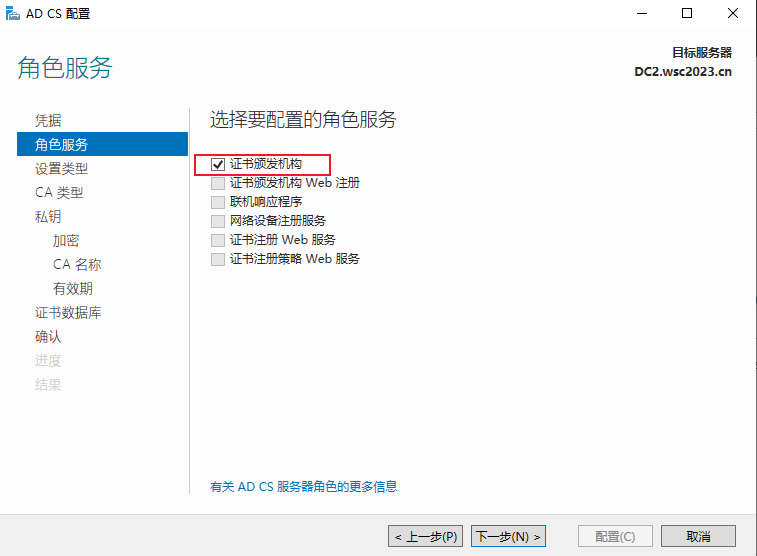 AD CS 配置
角色服务
目标服务器
DC2.wsc2023.cn
凭据
角色服务
设置类型
CA 类型
私钥
加密
CA 名称
有效期
证书数据库
确认
进度
结果
选择要配置的角色服务
证书颁发机构
证书颁发机构 Web 注册
联机响应程序
网络设备注册服务
证书注册 Web 服务
证书注册策略 Web 服务
有关 AD CS 服务器角色的更多信息
< 上一步(P)
下一步(N) >
配置(C)
取消